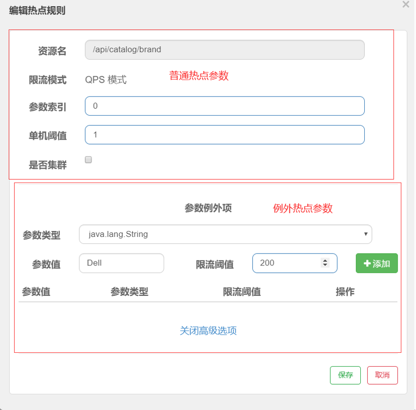 编辑热点规则
×
资源名 /api/catalog/brand
限流模式 QPS 模式 普通热点参数
参数索引 0
单机阈值 1
是否集群
参数例外项 例外热点参数
参数类型 java.lang.String
参数值 Dell 限流阈值 200 +添加
参数值 参数类型 限流阈值 操作
关闭高级选项
保存 取消